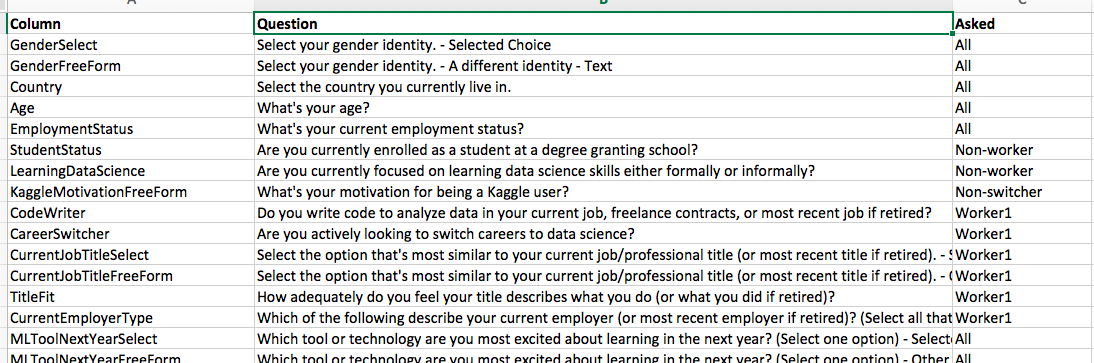 Column Question Asked
GenderSelect Select your gender identity. - Selected Choice All
GenderFreeForm Select your gender identity. - A different identity - Text All
Country Select the country you currently live in. All
Age What's your age? All
EmploymentStatus What's your current employment status? All
StudentStatus Are you currently enrolled as a student at a degree granting school? Non-worker
LearningDataScience Are you currently focused on learning data science skills either formally or informally? Non-worker
KaggleMotivationFreeForm What's your motivation for being a Kaggle user? Non-switcher
CodeWriter Do you write code to analyze data in your current job, freelance contracts, or most recent job if retired? Worker1
CareerSwitcher Are you actively looking to switch careers to data science? Worker1
CurrentJobTitleSelect Select the option that's most similar to your current job/professional title (or most recent title if retired). - Worker1
CurrentJobTitleFreeForm Select the option that's most similar to your current job/professional title (or most recent title if retired). - Worker1
TitleFit How adequately do you feel your title describes what you do (or what you did if retired)? Worker1
CurrentEmployerType Which of the following describe your current employer (or most recent employer if retired)? (Select all that Worker1
MLToolNextYearSelect Which tool or technology are you most excited about learning in the next year? (Select one option) - Select All
MLToolNextYearFreeForm Which tool or technology are you most excited about learning in the next year? (Select one option) - Other All